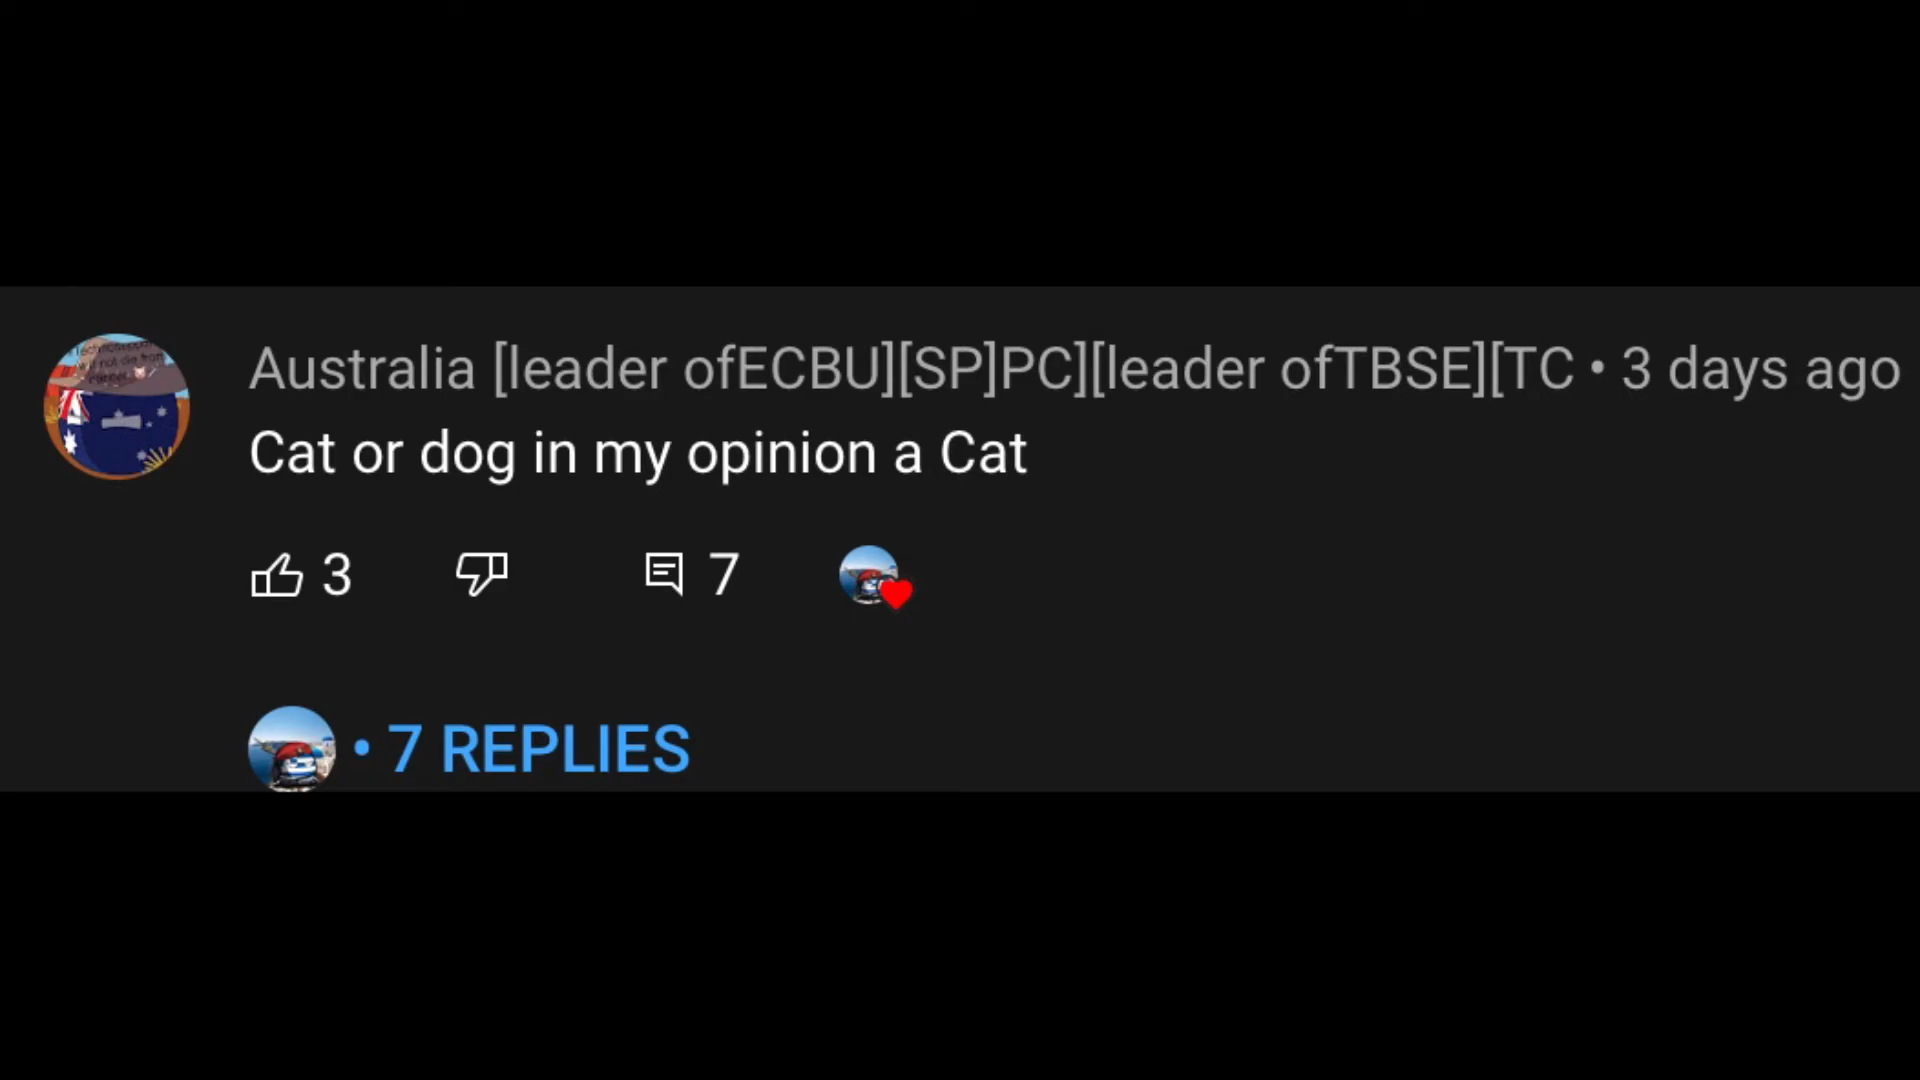 Australia [leader ofECBU][SP]PC][leader ofTBSE][TC • 3 days ago
Cat or dog in my opinion a Cat
3
7
• 7 REPLIES